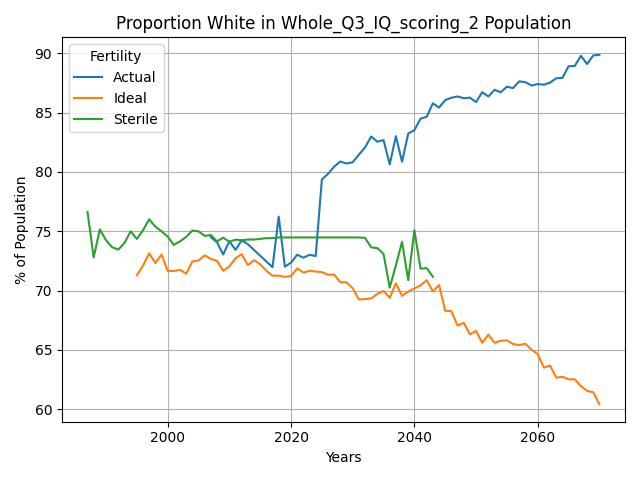 Proportion White in Whole_Q3_IQ_scoring_2 Population
Fertility
Actual
Ideal
Sterile
% of Population
90
85
80
75
70
65
60
2000
2020
2040
2060
Years